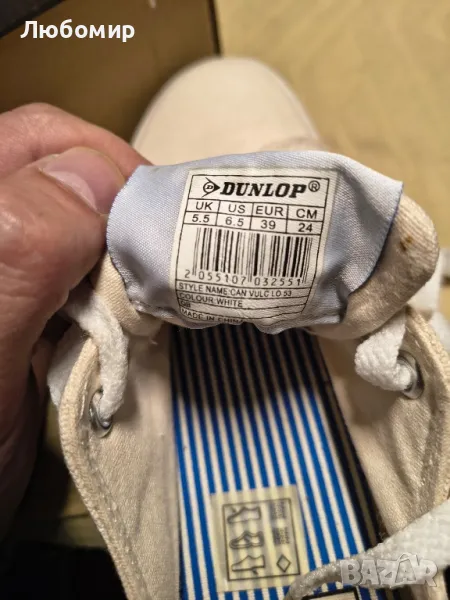 Любомир
DUNLOP®
UK US EUR CM
5.5 6.5 39 24
2 055107 032551
STYLE NAME:CAN VULC LO 53
COLOUR:WHITE
MADE IN CHINA
BAZAR